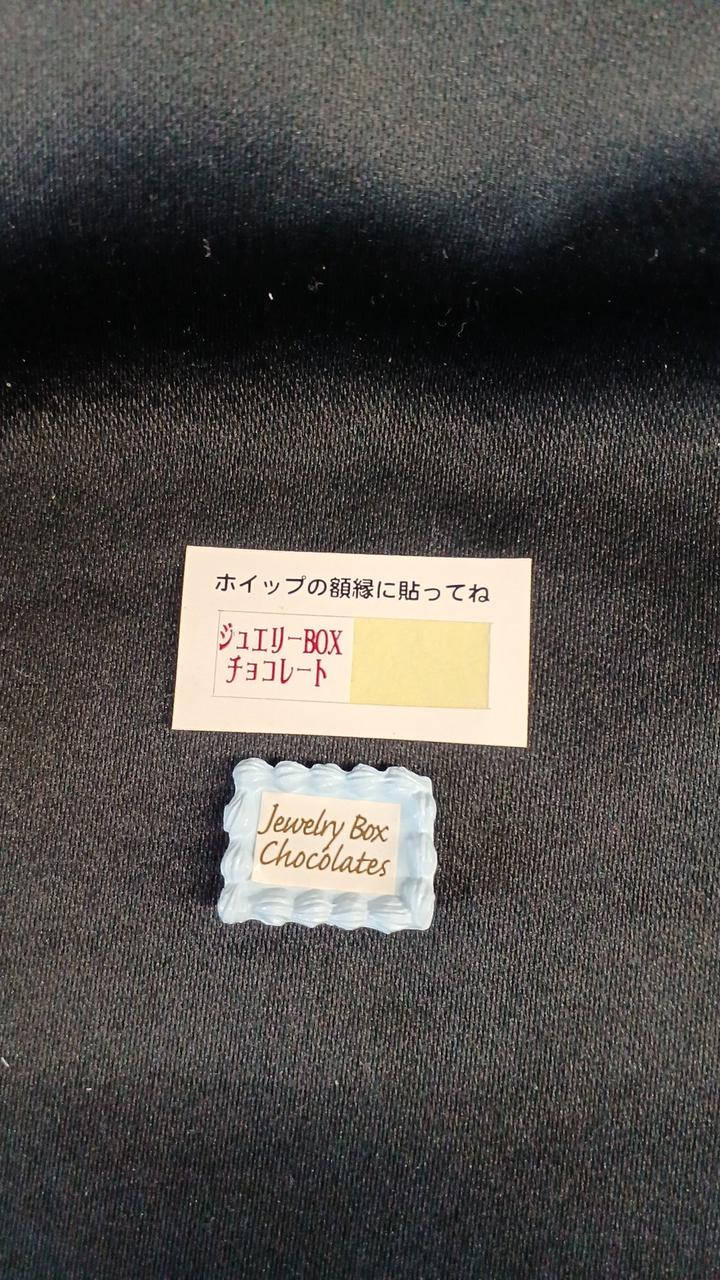 ホイップの額縁に貼ってね
ジュエリーBOX
チョコレート
Jewelry Box
Chocolates